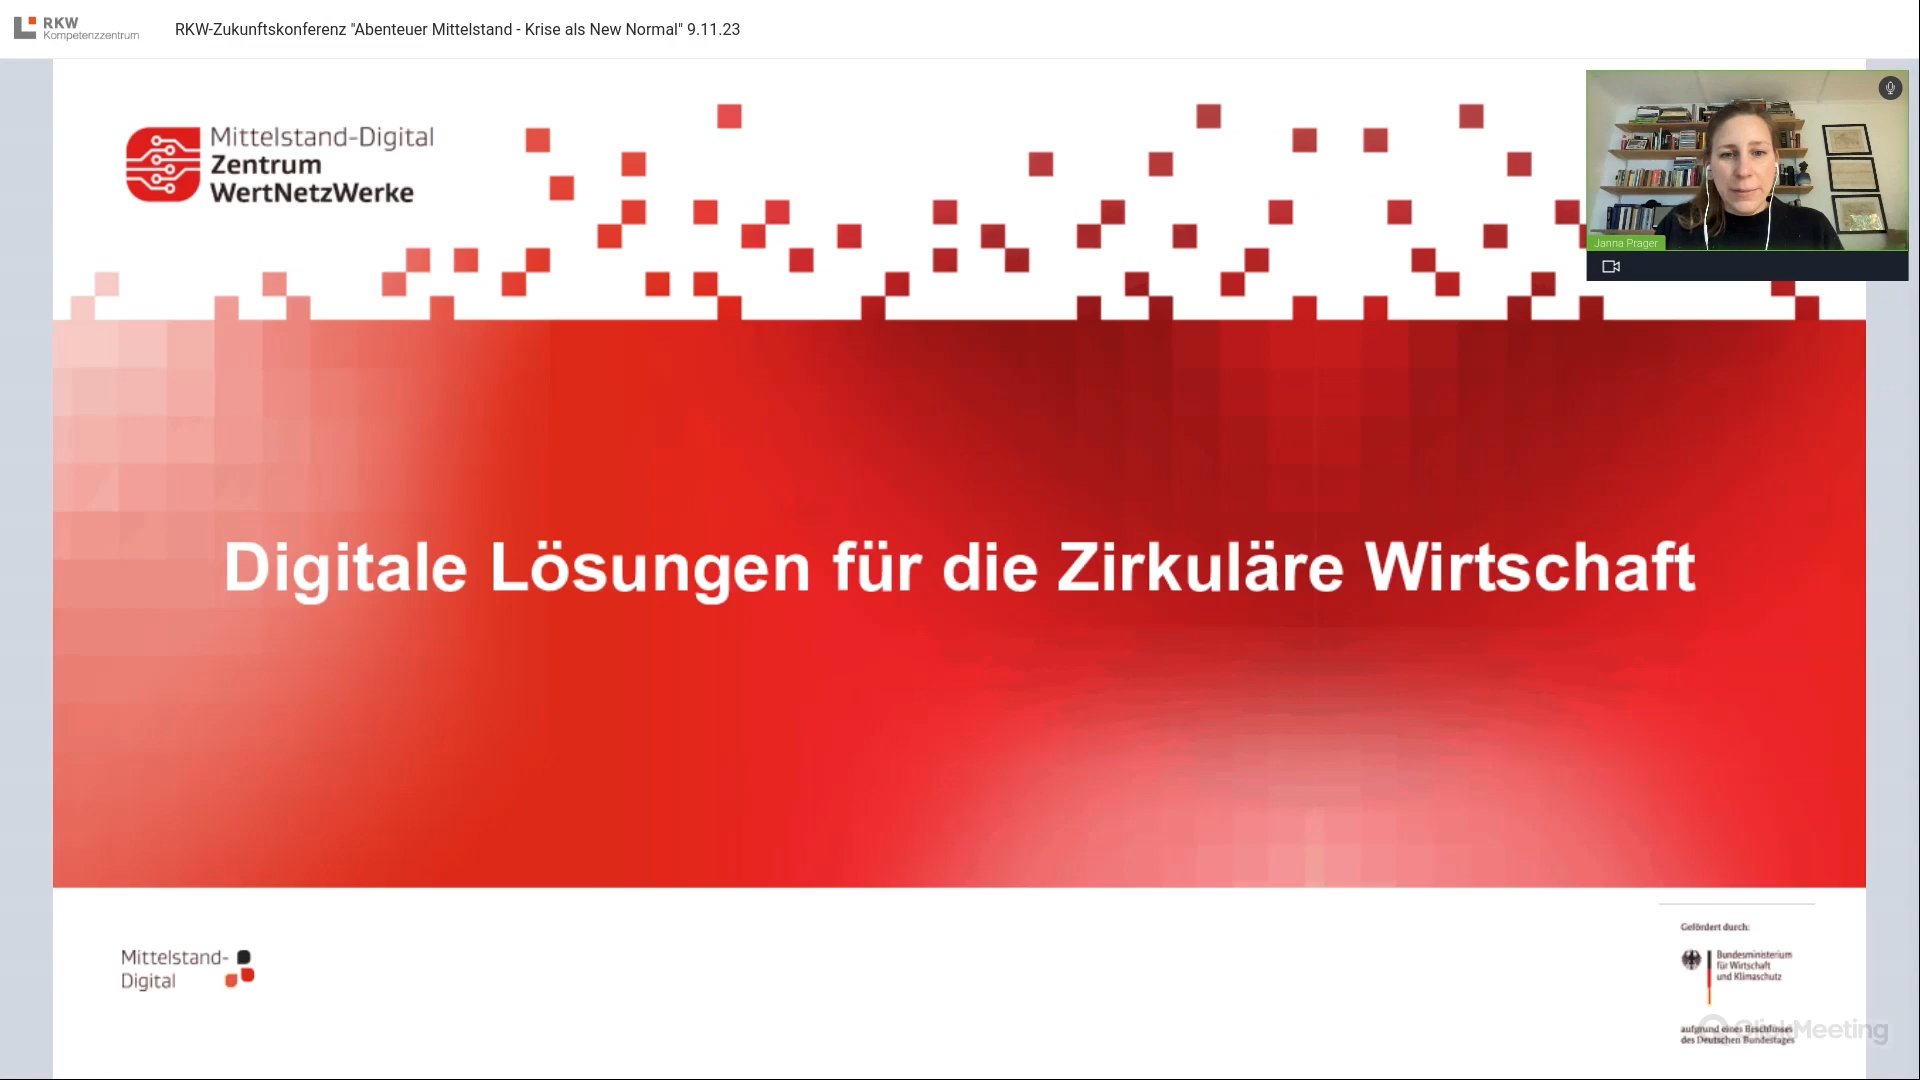 RKW
Kompetenzzentrum
RKW-Zukunftskonferenz "Abenteuer Mittelstand - Krise als New Normal" 9.11.23
Mittelstand-Digital
Zentrum
WertNetzWerke
Janna Prager
Digitale Lösungen für die Zirkuläre Wirtschaft
Mittelstand-
Digital
Gefördert durch:
Bundesministerium
für Wirtschaft
und Klimaschutz
aufgrund eines Beschlusses
des Deutschen Bundestages
ClickMeeting